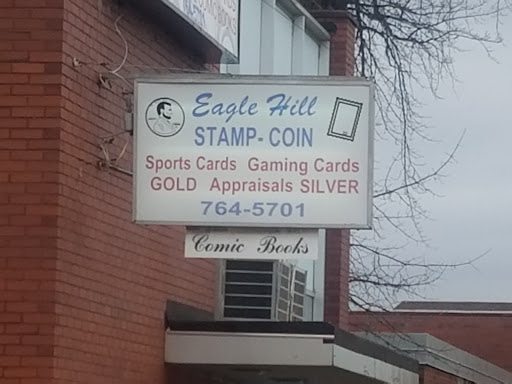 Eagle Hill
STAMP-COIN
Sports Cards Gaming Cards
GOLD Appraisals SILVER
764-5701
Comic Books